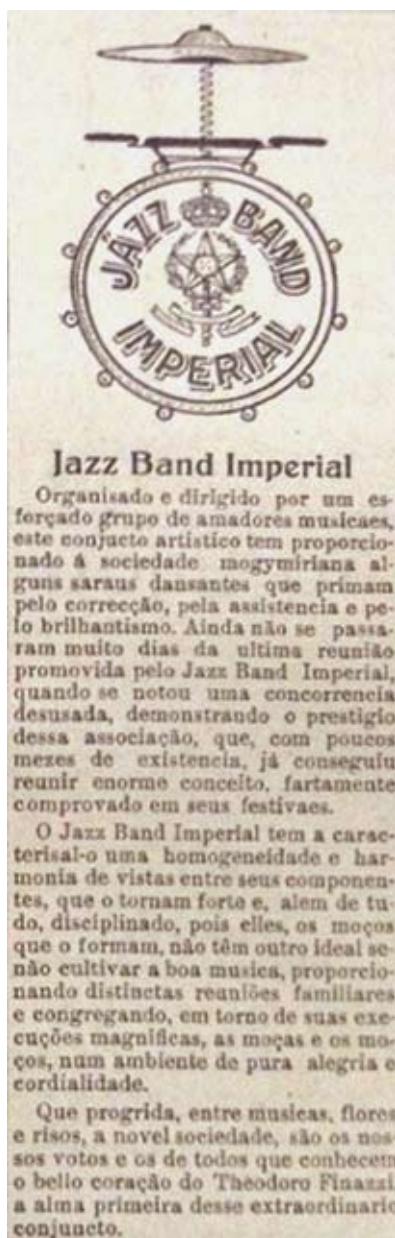 JAZZ BAND
IMPERIAL
Jazz Band Imperial
Organisado e dirigido por um es-
forçado grupo de amadores musicaes,
este conjucto artistico tem proporcio-
nado á sociedade mogymiriana al-
guns saraus dansantes que primam
pelo correcção, pela assistencia e pe-
lo brilhantismo. Ainda não se passa-
ram muito dias da ultima reunião
promovida pelo Jazz Band Imperial,
quando se notou uma concorrencia
desusada, demonstrando o prestigio
dessa associação, que, com poucos
mezes de existencia, já conseguiu
reunir enorme conceito, fartamente
comprovado em seus festivaes.
O Jazz Band Imperial tem a carac-
terisal-o uma homogeneidade e har-
monia de vistas entre seus componen-
tes, que o tornam forte e, alem de tu-
do, disciplinado, pois elles, os moços
que o formam, não têm outro ideal se-
não cultivar a boa musica, proporcio-
nando distinctas reuniões familiares
e congregando, em torno de suas exe-
cuções magnificas, as moças e os mo-
ços, num ambiente de pura alegria e
cordialidade.
Que progrida, entre musicas, flores
e risos, a novel sociedade, são os nos-
sos votos e os de todos que conhecem
o bello coração do Theodoro Finazzi,
a alma primeira desse extraordinario
conjuncto.